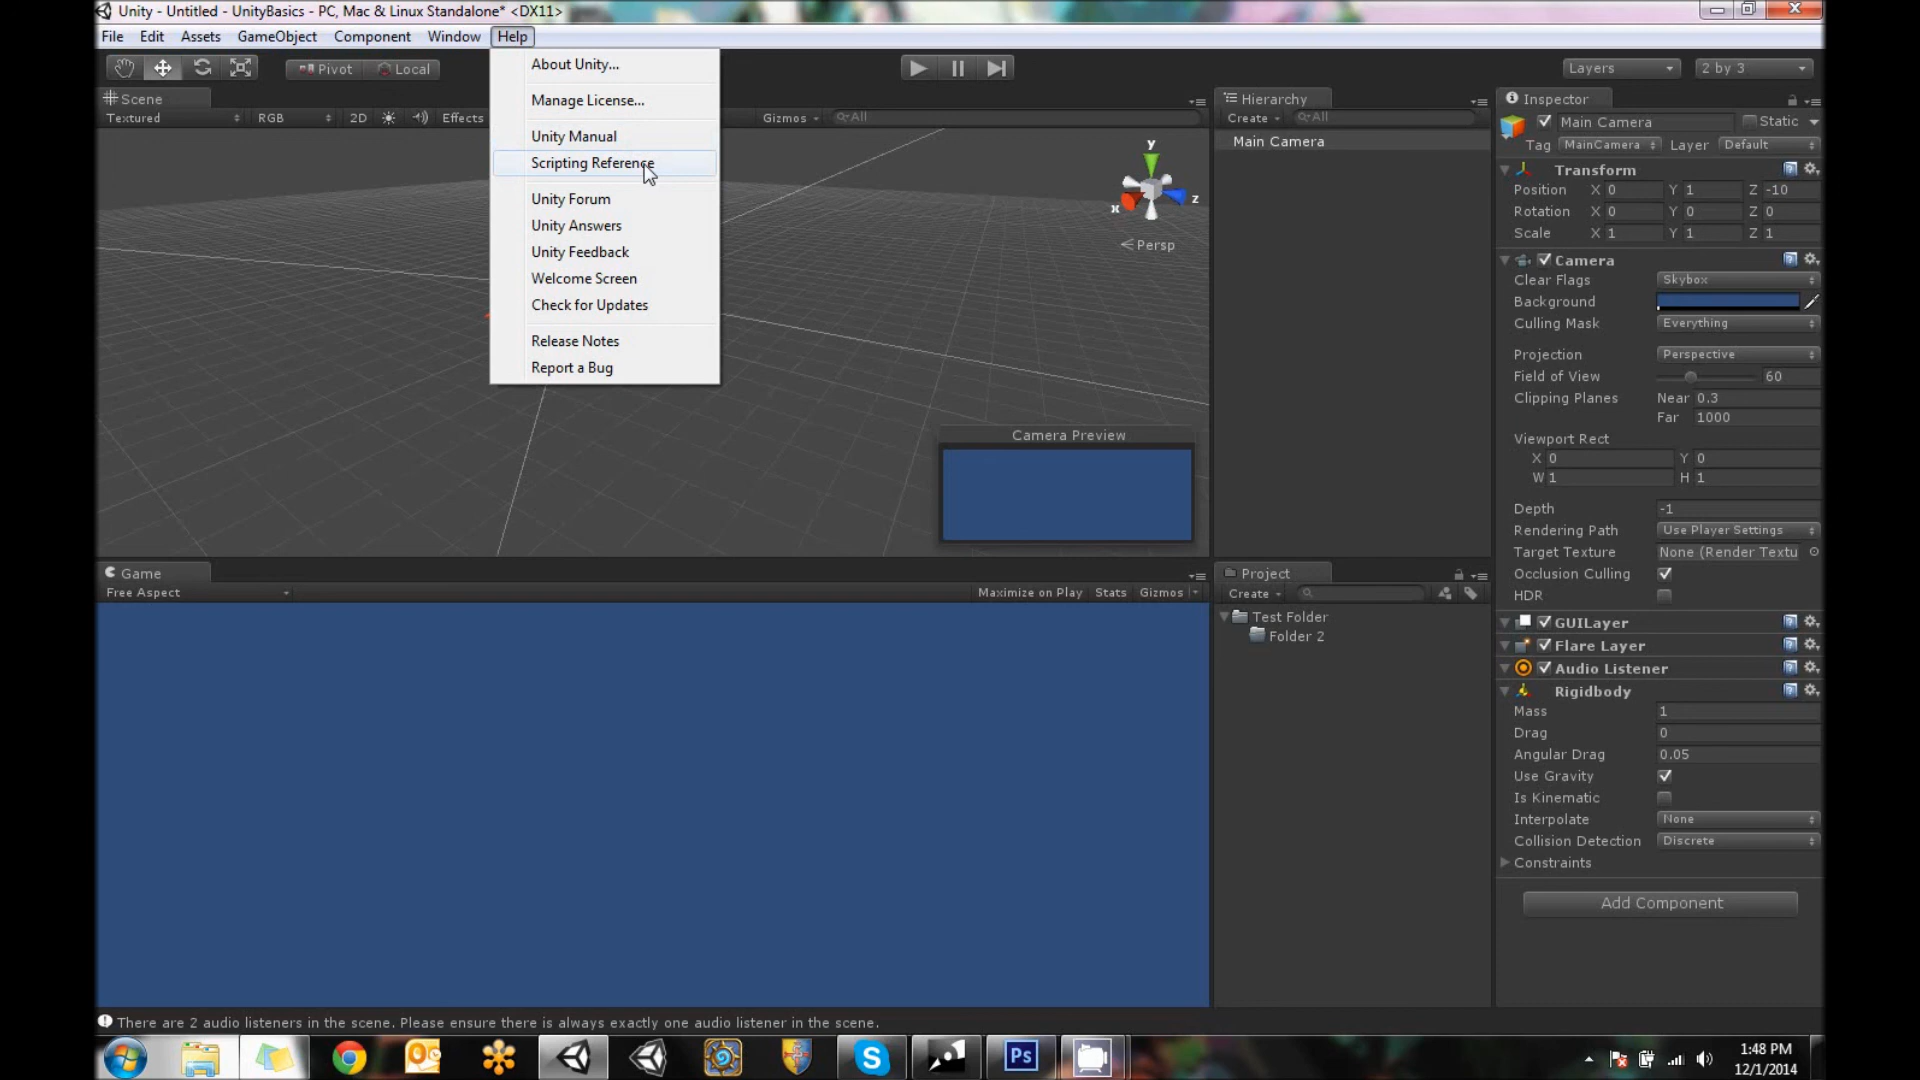 Unity - Untitled - UnityBasics - PC, Mac & Linux Standalone* <DX11>
File Edit Assets GameObject Component Window Help
Pivot Local Layers 2 by 3
About Unity...
Manage License...
Unity Manual
Scripting Reference
Unity Forum
Unity Answers
Unity Feedback
Welcome Screen
Check for Updates
Release Notes
Report a Bug
Scene
Textured RGB 2D Effects Gizmos All
y
x
z
Persp
Camera Preview
Game
Free Aspect Maximize on Play Stats Gizmos
Hierarchy
Create All
Main Camera
Project
Create
Test Folder
Folder 2
Inspector
Main Camera Static
Tag MainCamera Layer Default
Transform
Position X 0 Y 1 Z -10
Rotation X 0 Y 0 Z 0
Scale X 1 Y 1 Z 1
Camera
Clear Flags Skybox
Background
Culling Mask Everything
Projection Perspective
Field of View 60
Clipping Planes Near 0.3
Far 1000
Viewport Rect
X 0 Y 0
W 1 H 1
Depth -1
Rendering Path Use Player Settings
Target Texture None (Render Textu
Occlusion Culling
HDR
GUILayer
Flare Layer
Audio Listener
Rigidbody
Mass 1
Drag 0
Angular Drag 0.05
Use Gravity
Is Kinematic
Interpolate None
Collision Detection Discrete
Constraints
Add Component
There are 2 audio listeners in the scene. Please ensure there is always exactly one audio listener in the scene.
Ps
1:48 PM
12/1/2014